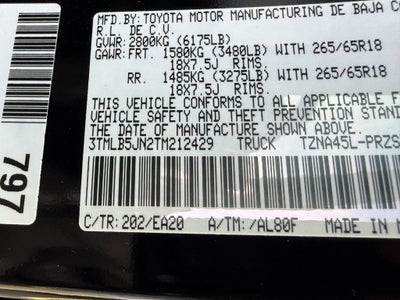 MFD.BY: TOYOTA MOTOR MANUFACTURING DE BAJA C
R.L. DE C.V.
GVWR: 2800KG (6175LB)
GAWR: FRT. 1580KG (3480LB) WITH 265/65R18
18X7.5J RIMS.
RR. 1485KG (3275LB) WITH 265/65R18
18X7.5J RIMS.
THIS VEHICLE CONFORMS TO ALL APPLICABLE F
VEHICLE SAFETY AND THEFT PREVENTION STAND
THE DATE OF MANUFACTURE SHOWN ABOVE.
3TMLB5JN2TM212429 TRUCK TZNA45L-PRZS
C/TR: 202/EA20 A/TM: /AL80F MADE IN
797